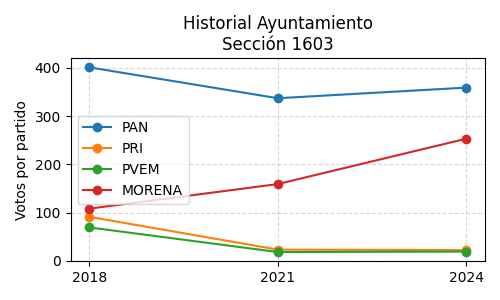 Historial Ayuntamiento
Sección 1603
Votos por partido
400
300
200
100
0
PAN
PRI
PVEM
MORENA
2018
2021
2024